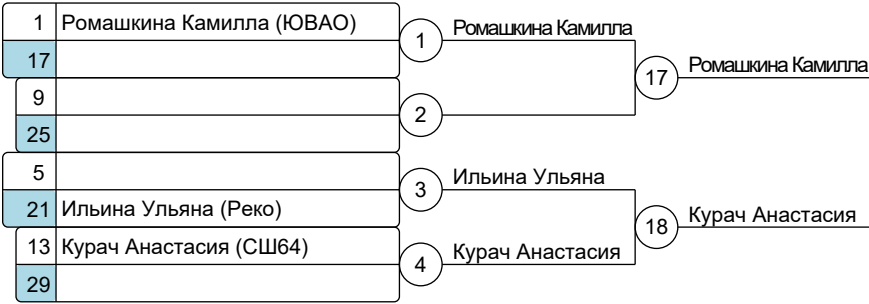 1 Ромашкина Камилла (ЮВАО)
17
1
Ромашкина Камилла
17
Ромашкина Камилла
9
25
2
5
21 Ильина Ульяна (Реко)
3
Ильина Ульяна
18
Курач Анастасия
13 Курач Анастасия (СШ64)
29
4
Курач Анастасия